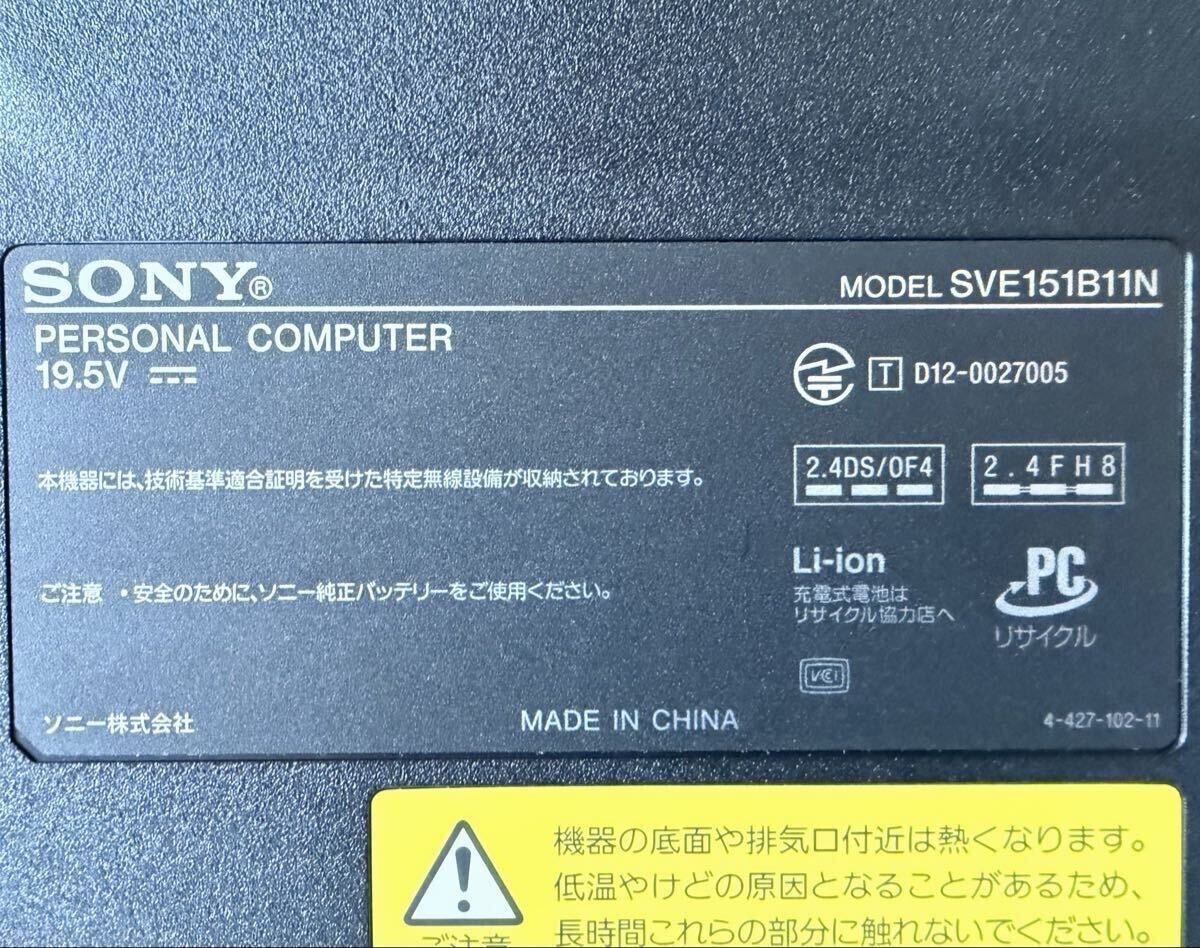 SONY®
MODEL SVE151B11N
PERSONAL COMPUTER
19.5V
T D12-0027005
2.4DS/OF4
2.4FH8
本機器には、技術基準適合証明を受けた特定無線設備が収納されております。
Li-ion
充電式電池は
リサイクル協力店へ
PC
リサイクル
ご注意 ・安全のために、ソニー純正バッテリーをご使用ください。
VCI
ソニー株式会社
MADE IN CHINA
4-427-102-11
機器の底面や排気口付近は熱くなります。
低温やけどの原因となることがあるため、
長時間これらの部分に触れないでください。
ご注意